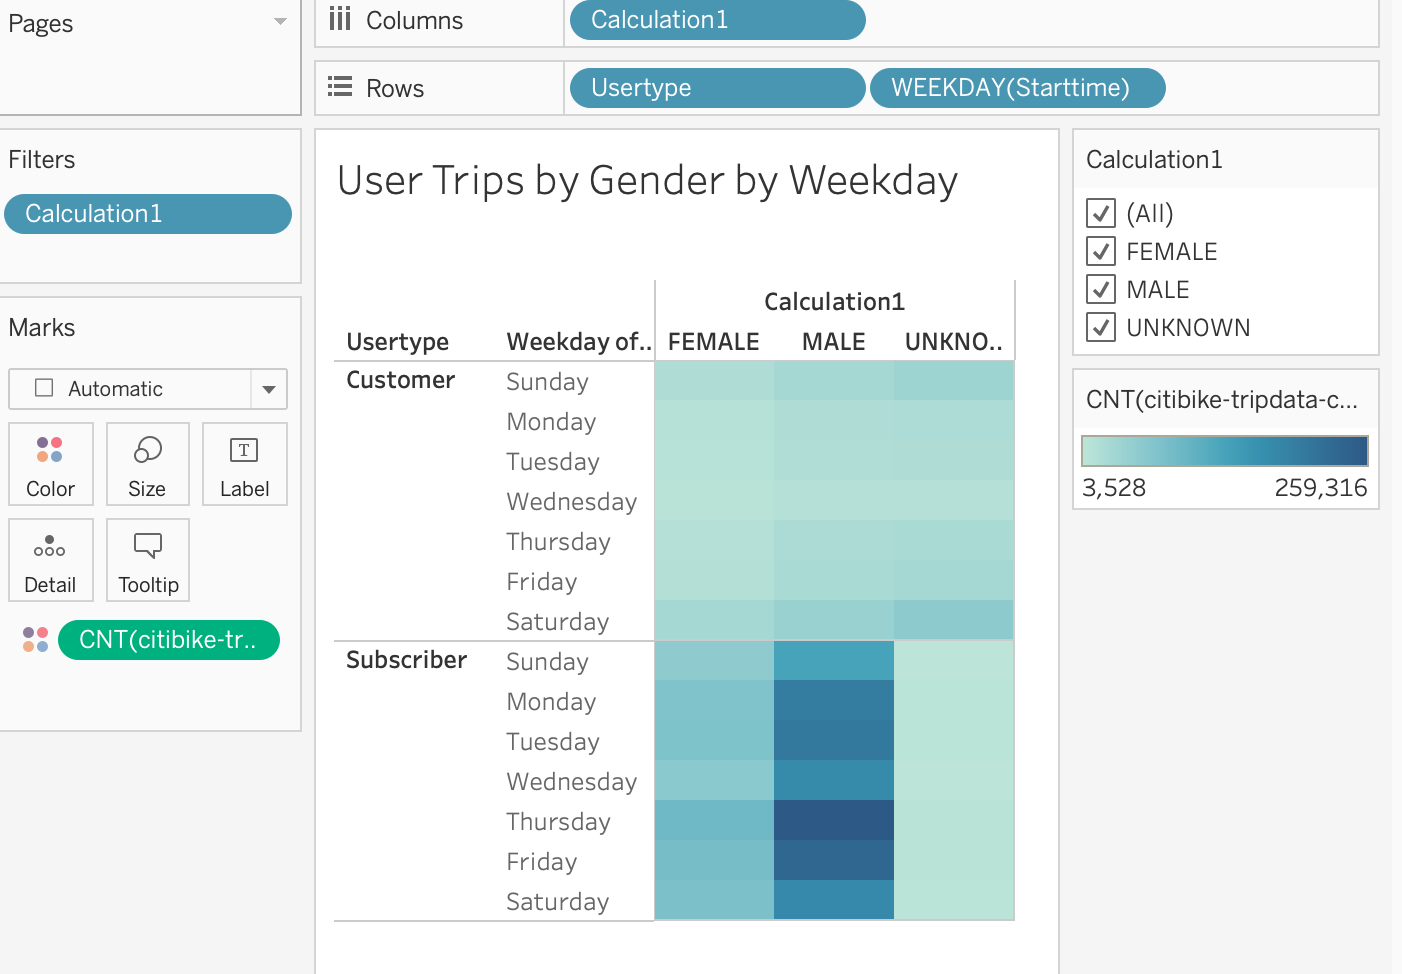 Pages
Columns
Calculation1
Rows
Usertype
WEEKDAY(Starttime)
Filters
Calculation1
Marks
Automatic
Color
Size
T
Label
Detail
Tooltip
CNT(citibike-tr..
User Trips by Gender by Weekday
Calculation1
Usertype Weekday of.. FEMALE MALE UNKNO..
Customer Sunday
Monday
Tuesday
Wednesday
Thursday
Friday
Saturday
Subscriber Sunday
Monday
Tuesday
Wednesday
Thursday
Friday
Saturday
Calculation1
(All)
FEMALE
MALE
UNKNOWN
CNT(citibike-tripdata-c...
3,528 259,316